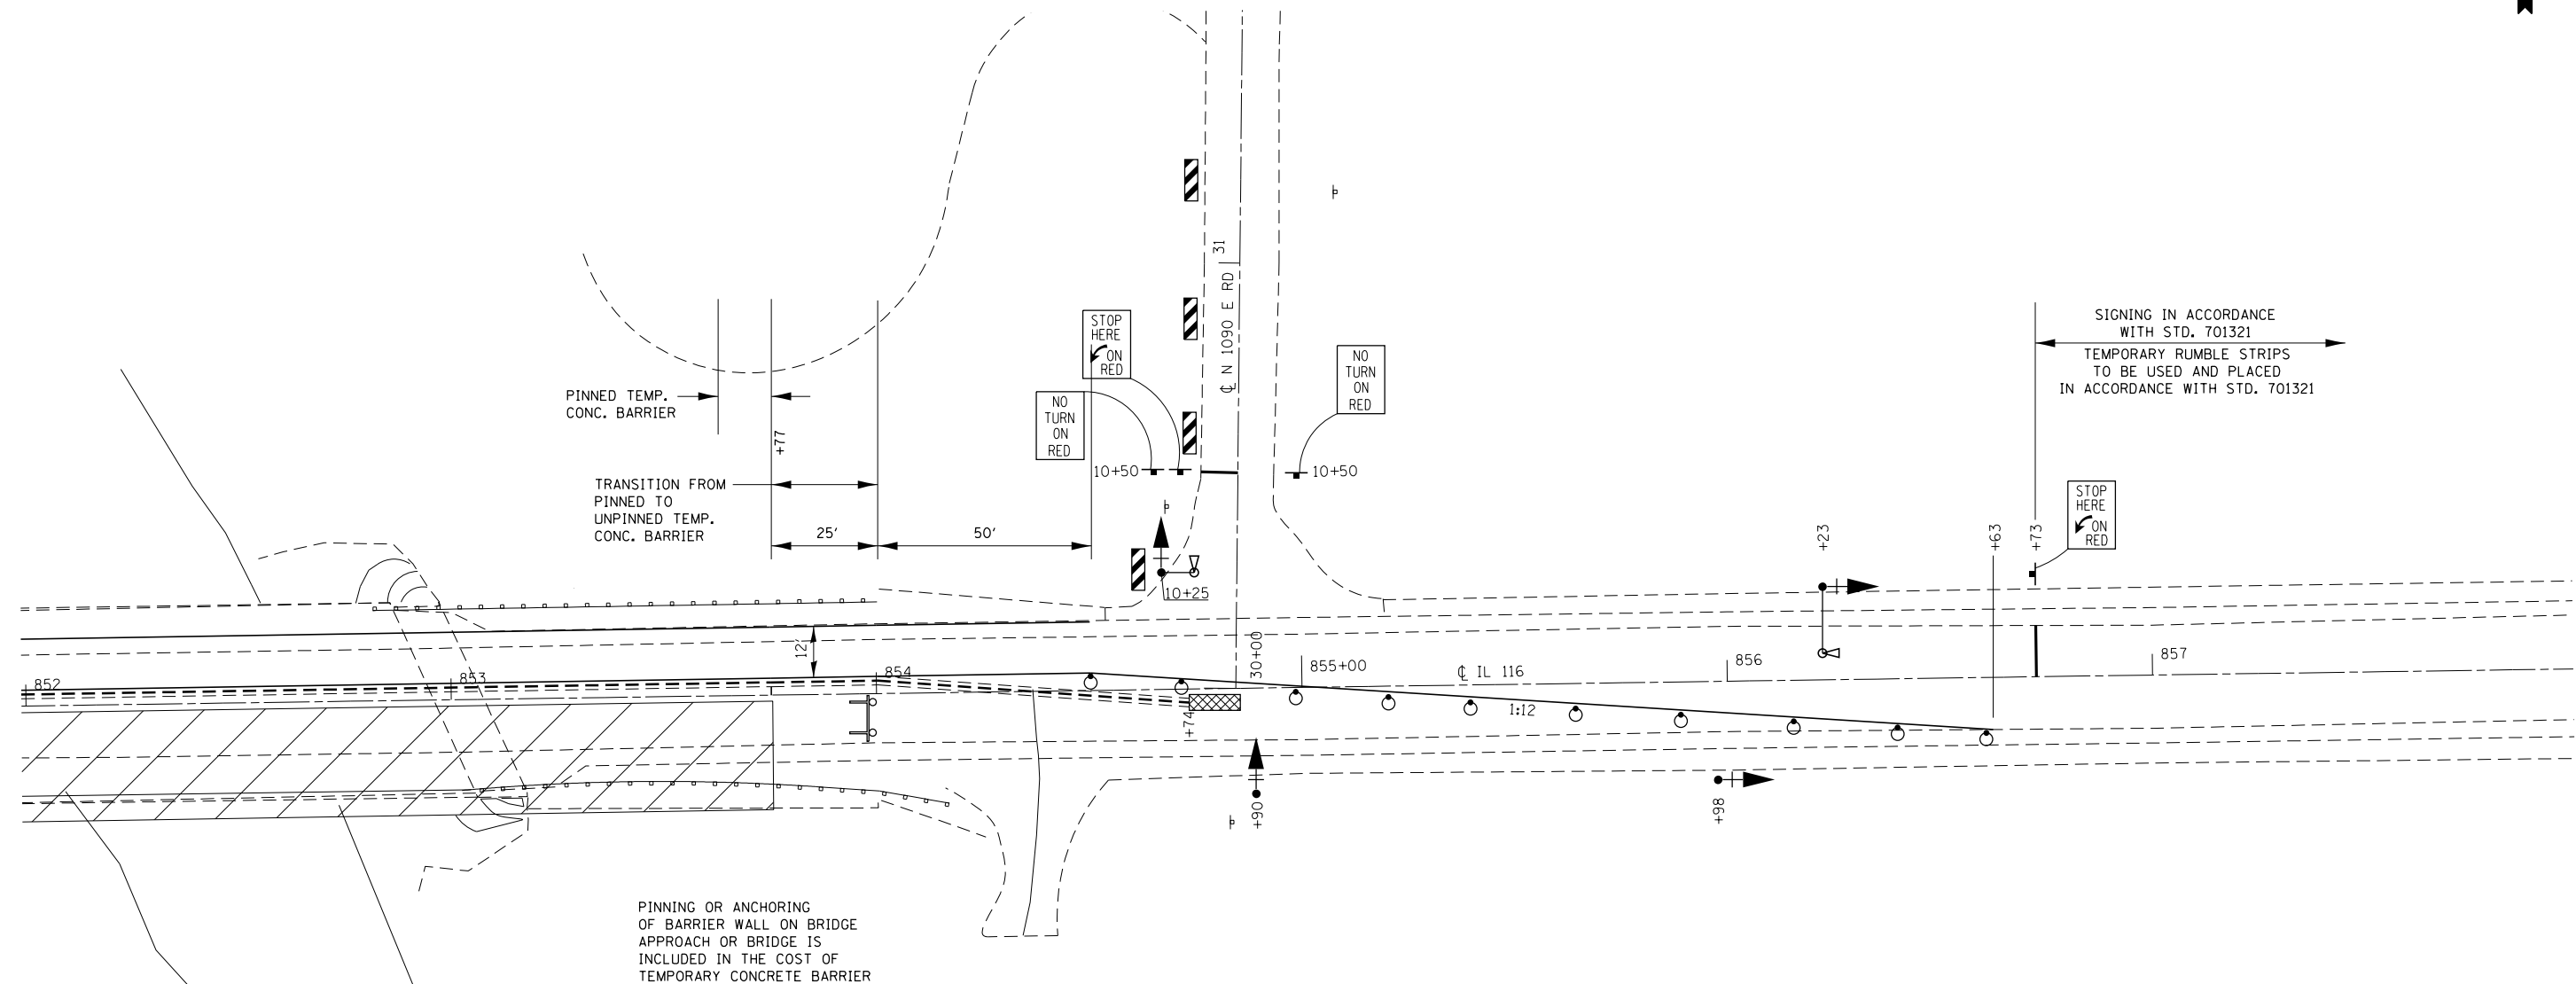 STOP
HERE
ON
RED
NO
TURN
ON
RED
NO
TURN
ON
RED
31
℄ N 1090 E RD
SIGNING IN ACCORDANCE
WITH STD. 701321
TEMPORARY RUMBLE STRIPS
TO BE USED AND PLACED
IN ACCORDANCE WITH STD. 701321
PINNED TEMP.
CONC. BARRIER
+77
10+50
10+50
TRANSITION FROM
PINNED TO
UNPINNED TEMP.
CONC. BARRIER
25'
50'
STOP
HERE
ON
RED
+23
+63
+73
10+25
12'
30+00
852
853
854
855+00
℄ IL 116
856
857
1:12
+74
+90
+98
PINNING OR ANCHORING
OF BARRIER WALL ON BRIDGE
APPROACH OR BRIDGE IS
INCLUDED IN THE COST OF
TEMPORARY CONCRETE BARRIER